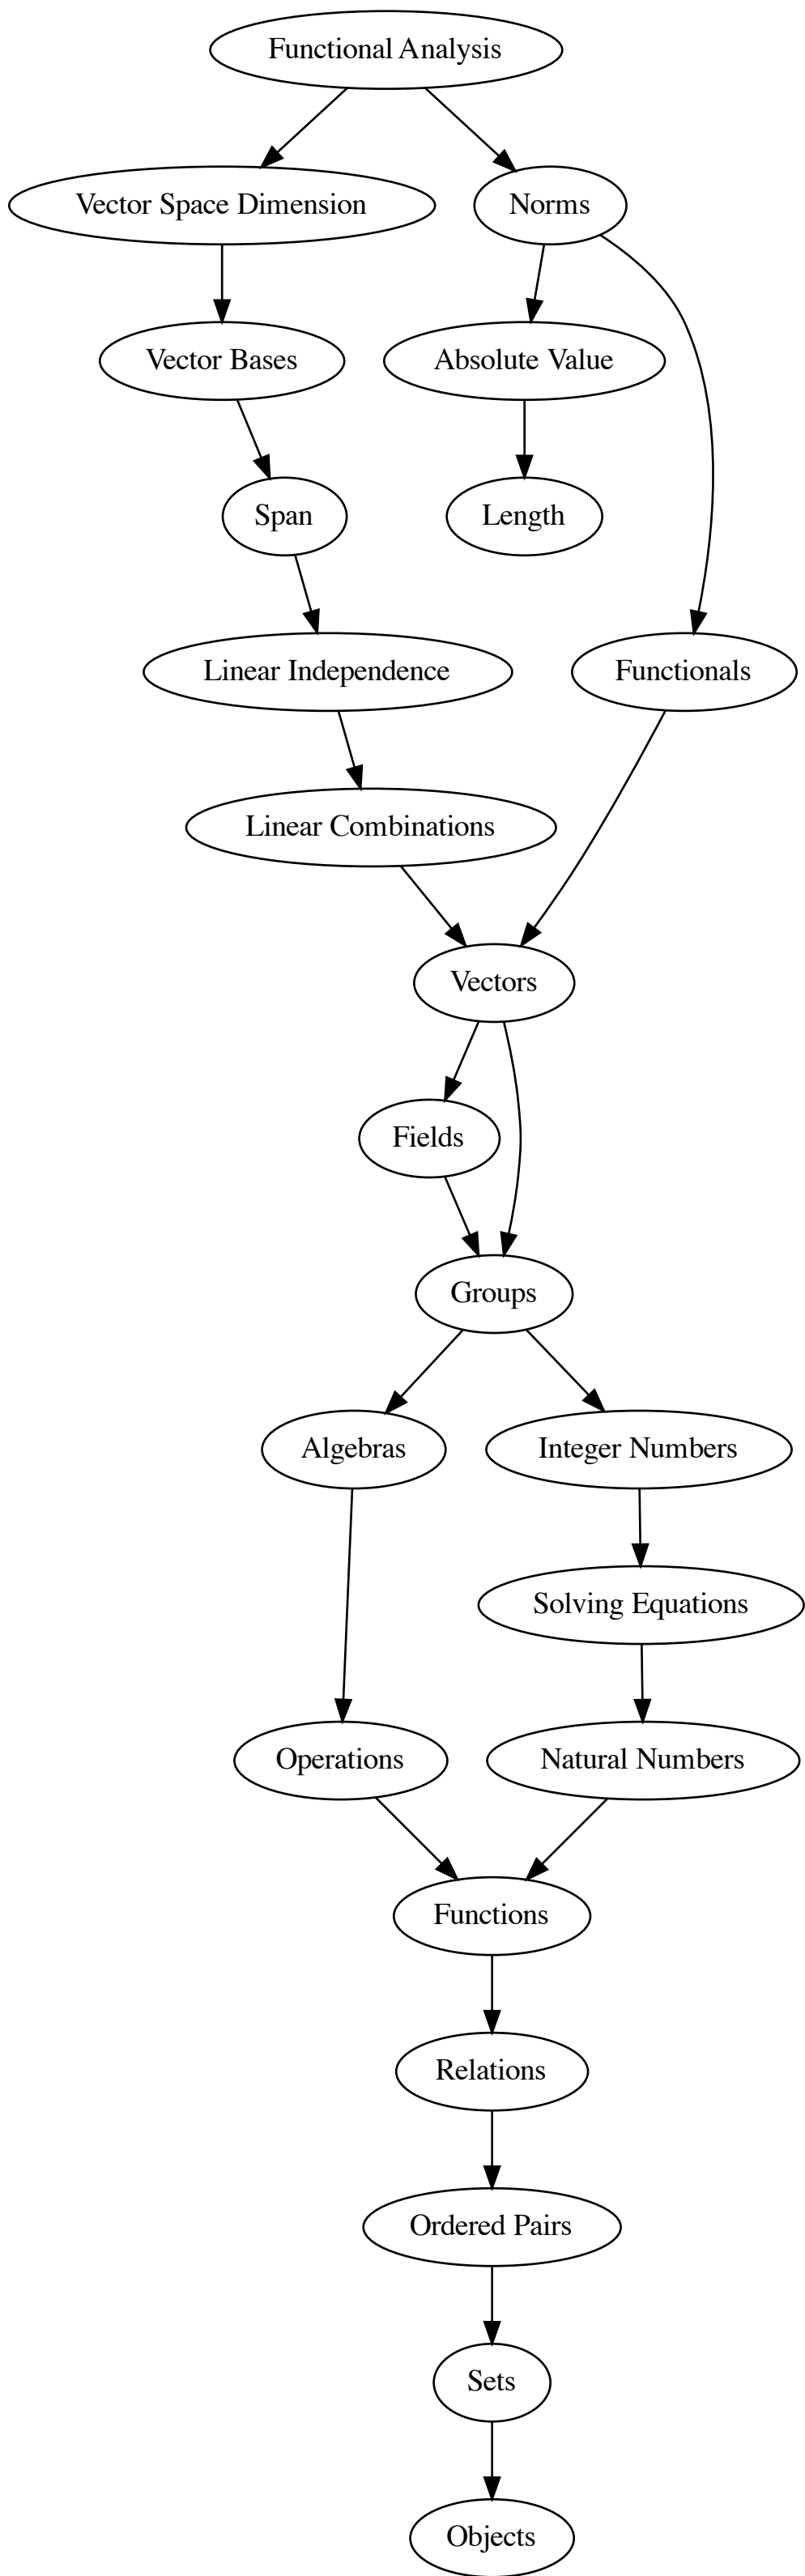 Functional Analysis
Vector Space Dimension
Norms
Vector Bases
Absolute Value
Span
Length
Linear Independence
Functionals
Linear Combinations
Vectors
Fields
Groups
Algebras
Integer Numbers
Solving Equations
Operations
Natural Numbers
Functions
Relations
Ordered Pairs
Sets
Objects